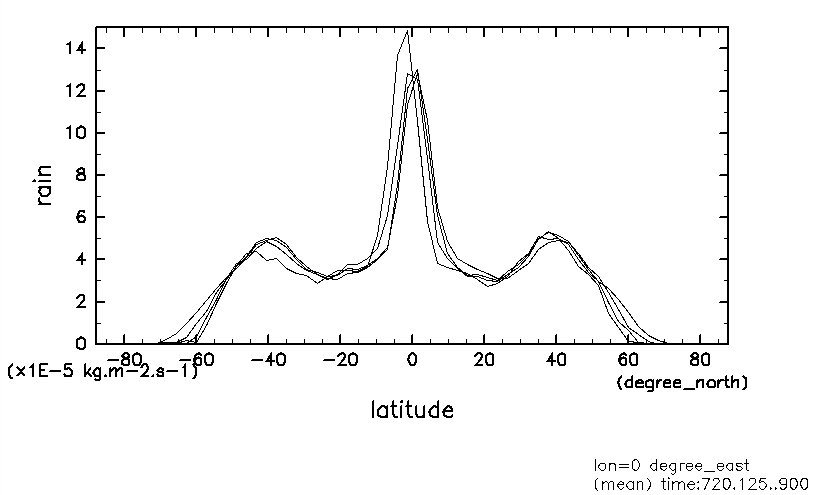 14
12
10
8
6
4
2
0
rain
-80 -60 -40 -20 0 20 40 60 80
(×1E-5 kg.m-2.s-1)
(degree_north)
latitude
lon=0 degree_east
(mean) time:720.125..900